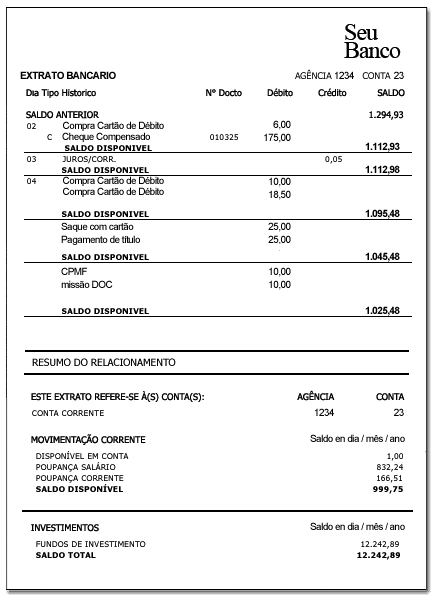 Seu
Banco
EXTRATO BANCARIO AGÊNCIA 1234 CONTA 23
Dia Tipo Historico Nº Docto Débito Crédito SALDO
SALDO ANTERIOR 1.294,93
02 Compra Cartão de Débito 6,00
C Cheque Compensado 010325 175,00
SALDO DISPONIVEL 1.112,93
03 JUROS/CORR. 0,05
SALDO DISPONIVEL 1.112,98
04 Compra Cartão de Débito 10,00
Compra Cartão de Débito 18,50
SALDO DISPONIVEL 1.095,48
Saque com cartão 25,00
Pagamento de título 25,00
SALDO DISPONIVEL 1.045,48
CPMF 10,00
missão DOC 10,00
SALDO DISPONIVEL 1.025,48
RESUMO DO RELACIONAMENTO
ESTE EXTRATO REFERE-SE À(S) CONTA(S): AGÊNCIA CONTA
CONTA CORRENTE 1234 23
MOVIMENTAÇÃO CORRENTE Saldo en dia / mês / ano
DISPONÍVEL EM CONTA 1,00
POUPANÇA SALÁRIO 832,24
POUPANÇA CORRENTE 166,51
SALDO DISPONÍVEL 999,75
INVESTIMENTOS Saldo en dia / mês / ano
FUNDOS DE INVESTIMENTO 12.242,89
SALDO TOTAL 12.242,89